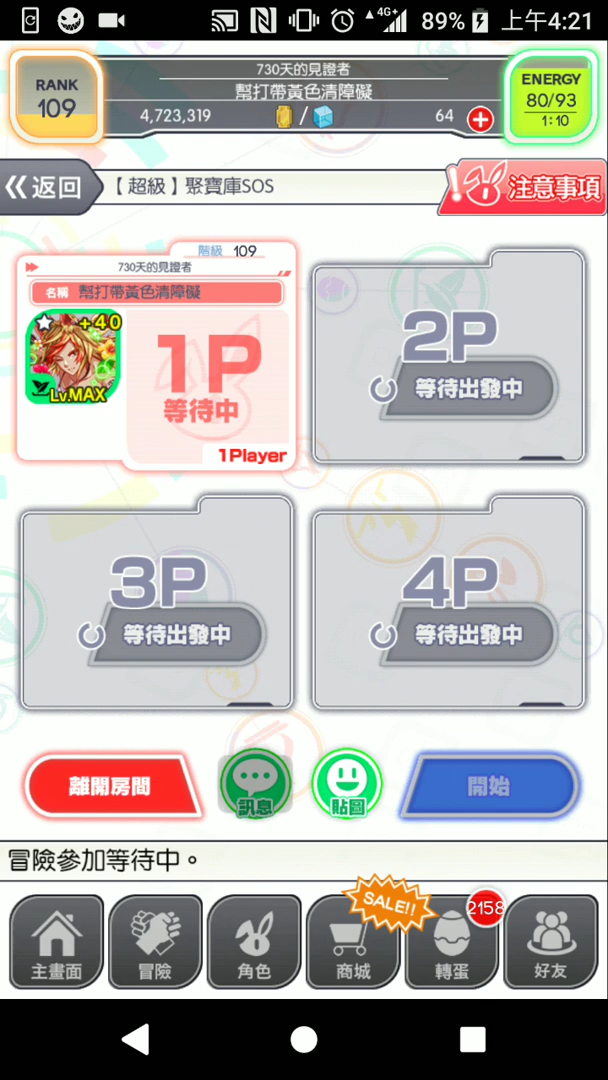 4G+
89%
上午4:21
RANK
109
730天的見證者
幫打帶黃色清障礙
4,723,319
/
64
ENERGY
80/93
1:10
返回
【超級】聚寶庫SOS
注意事項
階級 109
730天的見證者
名稱 幫打帶黃色清障礙
+40
Lv.MAX
1P
等待中
1Player
2P
等待出發中
3P
等待出發中
4P
等待出發中
離開房間
訊息
貼圖
開始
冒險參加等待中。
SALE!!
2158
主畫面
冒險
角色
商城
轉蛋
好友